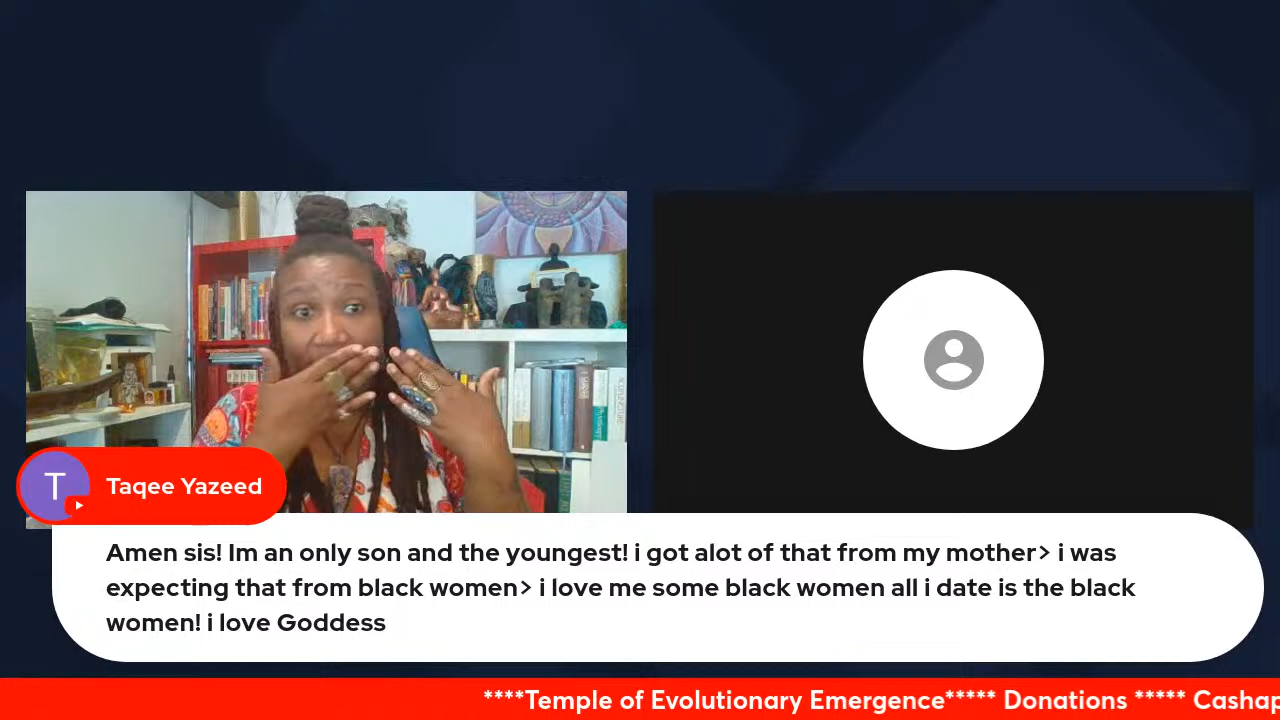 T
Taqee Yazeed
Amen sis! Im an only son and the youngest! i got alot of that from my mother> i was
expecting that from black women> i love me some black women all i date is the black
women! i love Goddess
****Temple of Evolutionary Emergence***** Donations ***** Cashap